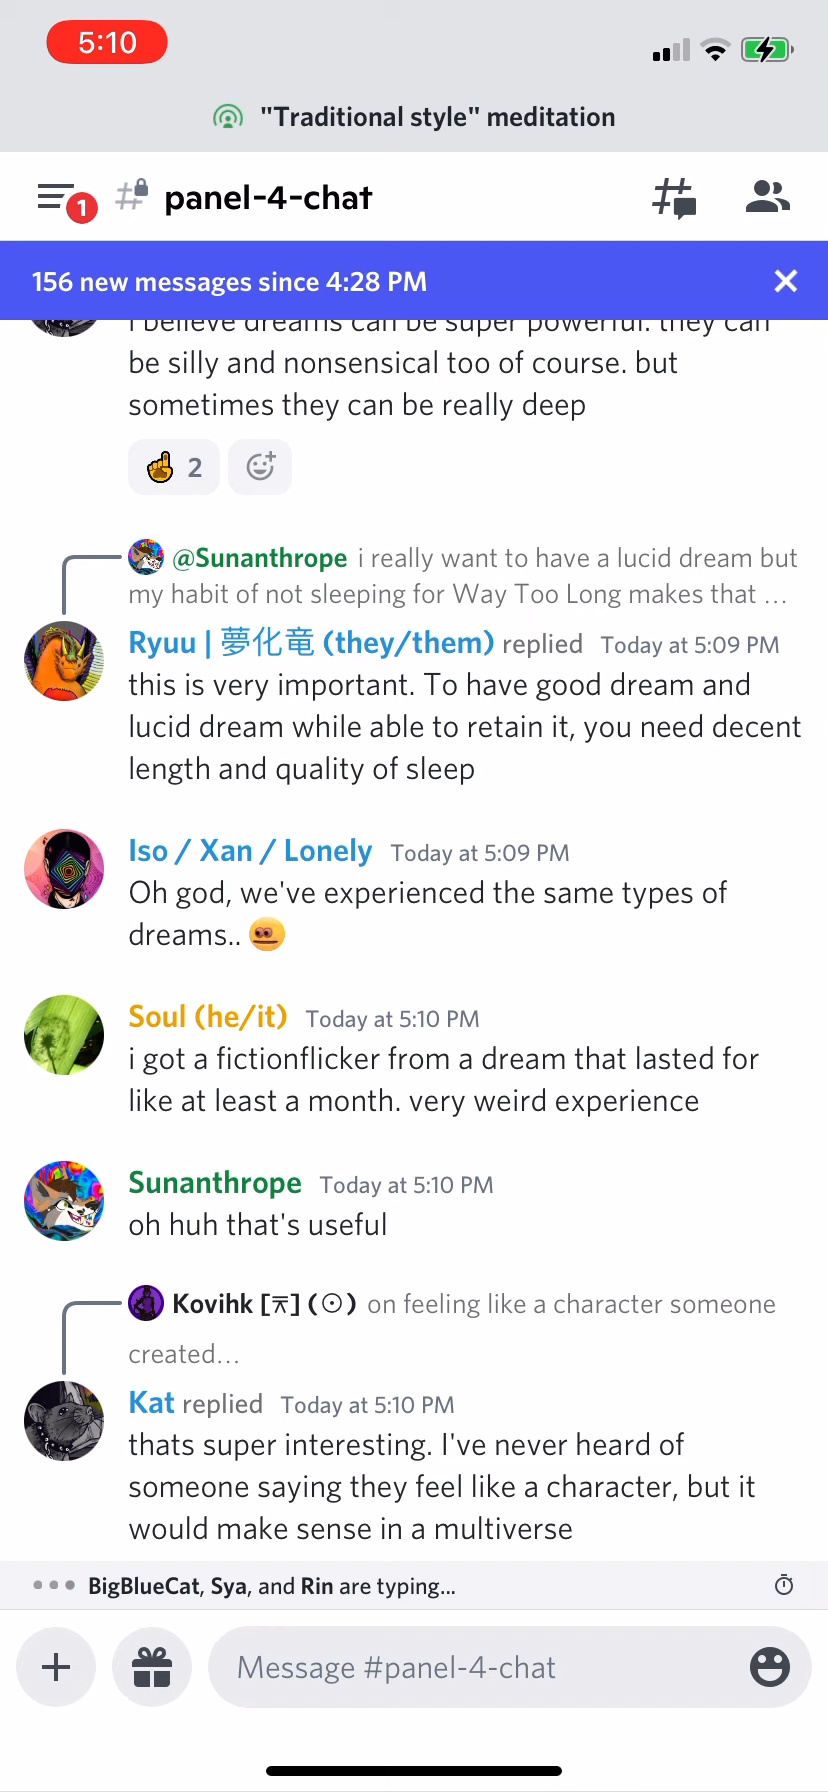 5:10
"Traditional style" meditation
1
panel-4-chat
156 new messages since 4:28 PM
I believe dreams can be super powerful. they can
be silly and nonsensical too of course. but
sometimes they can be really deep
2
@Sunanthrope i really want to have a lucid dream but
my habit of not sleeping for Way Too Long makes that ...
Ryuu | 夢化竜 (they/them) replied Today at 5:09 PM
this is very important. To have good dream and
lucid dream while able to retain it, you need decent
length and quality of sleep
Iso / Xan / Lonely Today at 5:09 PM
Oh god, we've experienced the same types of
dreams..
Soul (he/it) Today at 5:10 PM
i got a fictionflicker from a dream that lasted for
like at least a month. very weird experience
Sunanthrope Today at 5:10 PM
oh huh that's useful
Kovihk [⚻] (☉) on feeling like a character someone
created...
Kat replied Today at 5:10 PM
thats super interesting. I've never heard of
someone saying they feel like a character, but it
would make sense in a multiverse
BigBlueCat, Sya, and Rin are typing...
Message #panel-4-chat